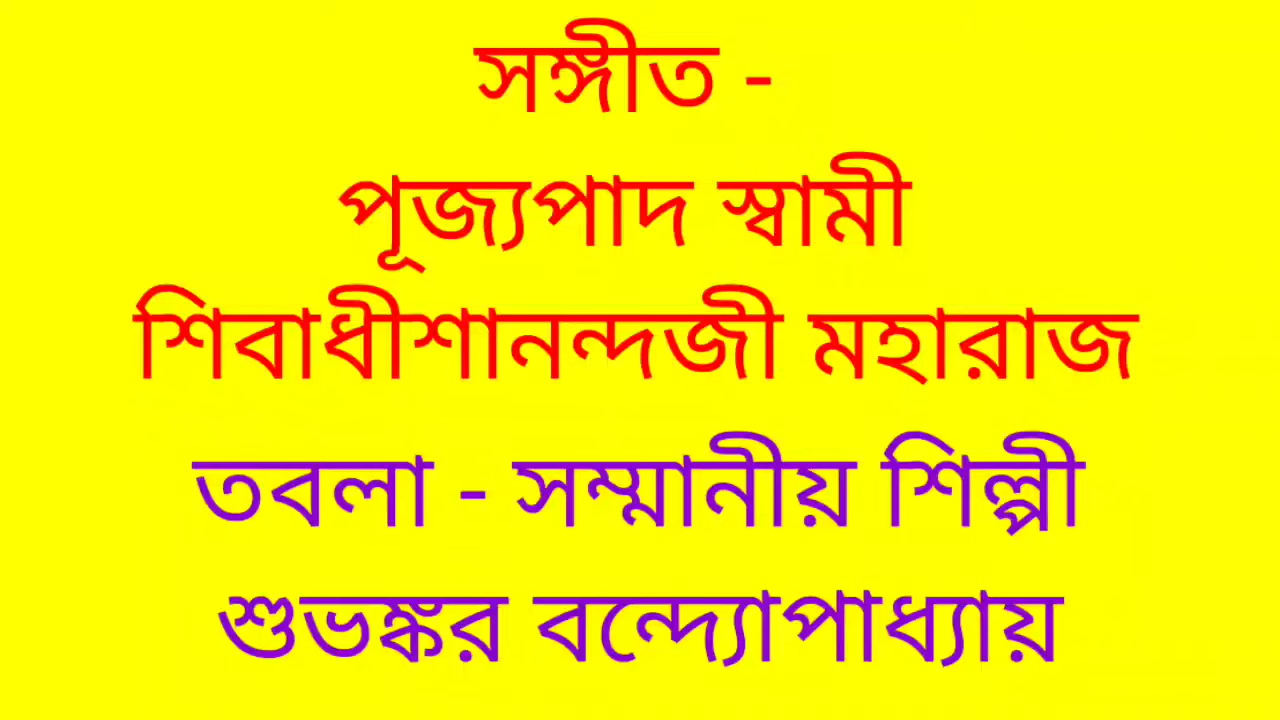 সঙ্গীত -
পূজ্যপাদ স্বামী
শিবাধীশানন্দজী মহারাজ
তবলা - সম্মানীয় শিল্পী
শুভঙ্কর বন্দ্যোপাধ্যায়